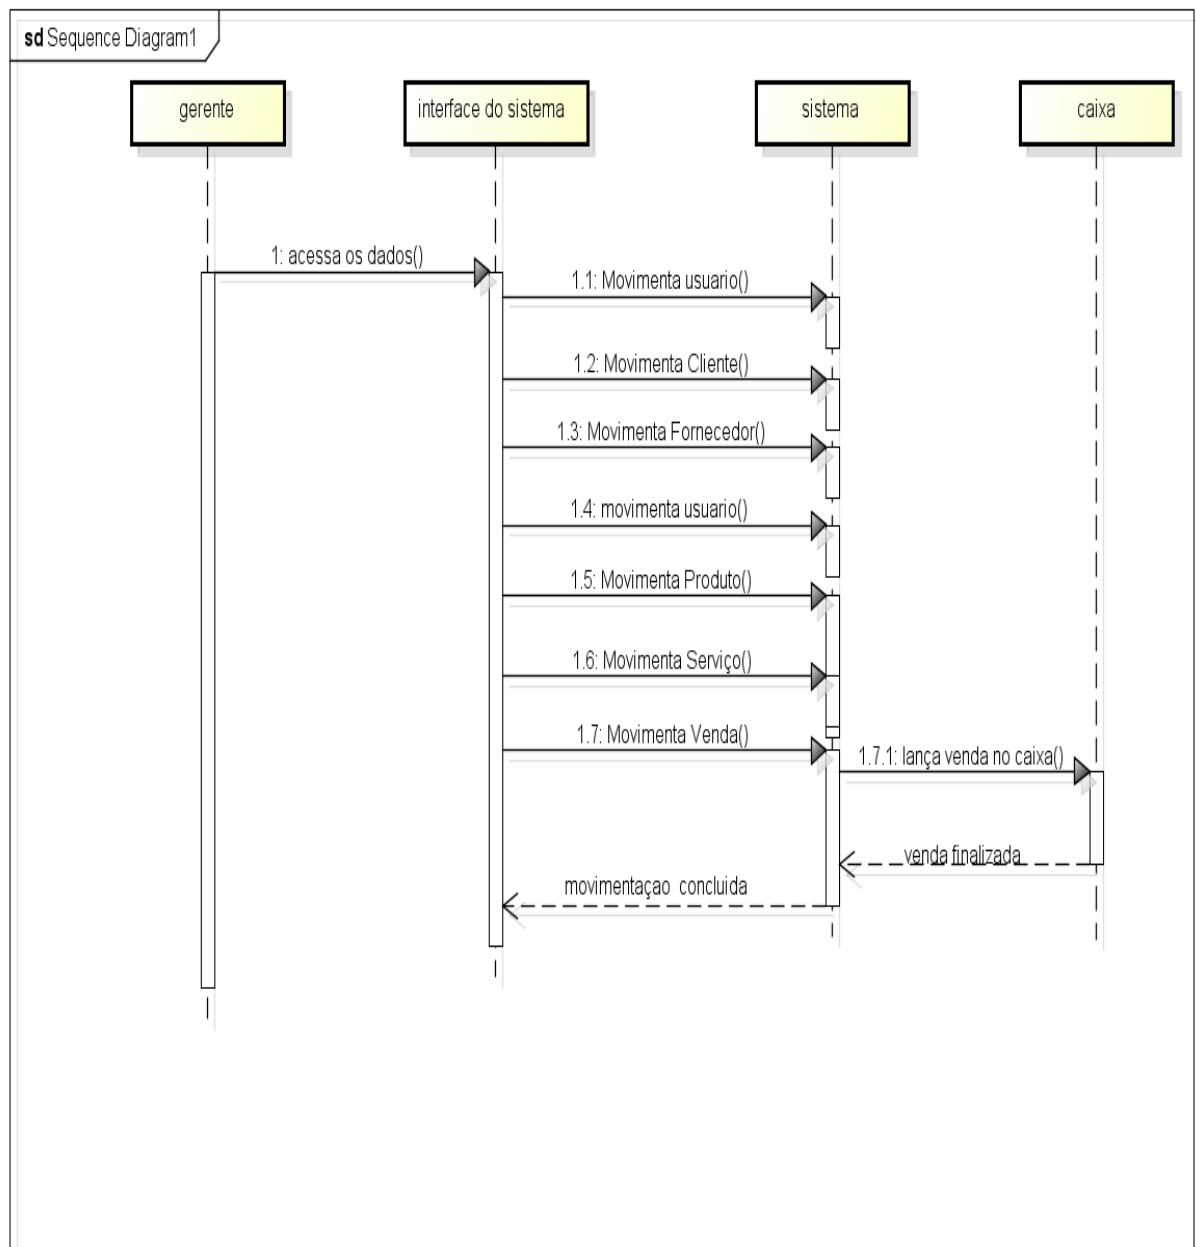 sd Sequence Diagram1
gerente
interface do sistema
sistema
caixa
1: acessa os dados()
1.1: Movimenta usuario()
1.2: Movimenta Cliente()
1.3: Movimenta Fornecedor()
1.4: movimenta usuario()
1.5: Movimenta Produto()
1.6: Movimenta Serviço()
1.7: Movimenta Venda()
1.7.1: lança venda no caixa()
venda finalizada
movimentaçao concluida